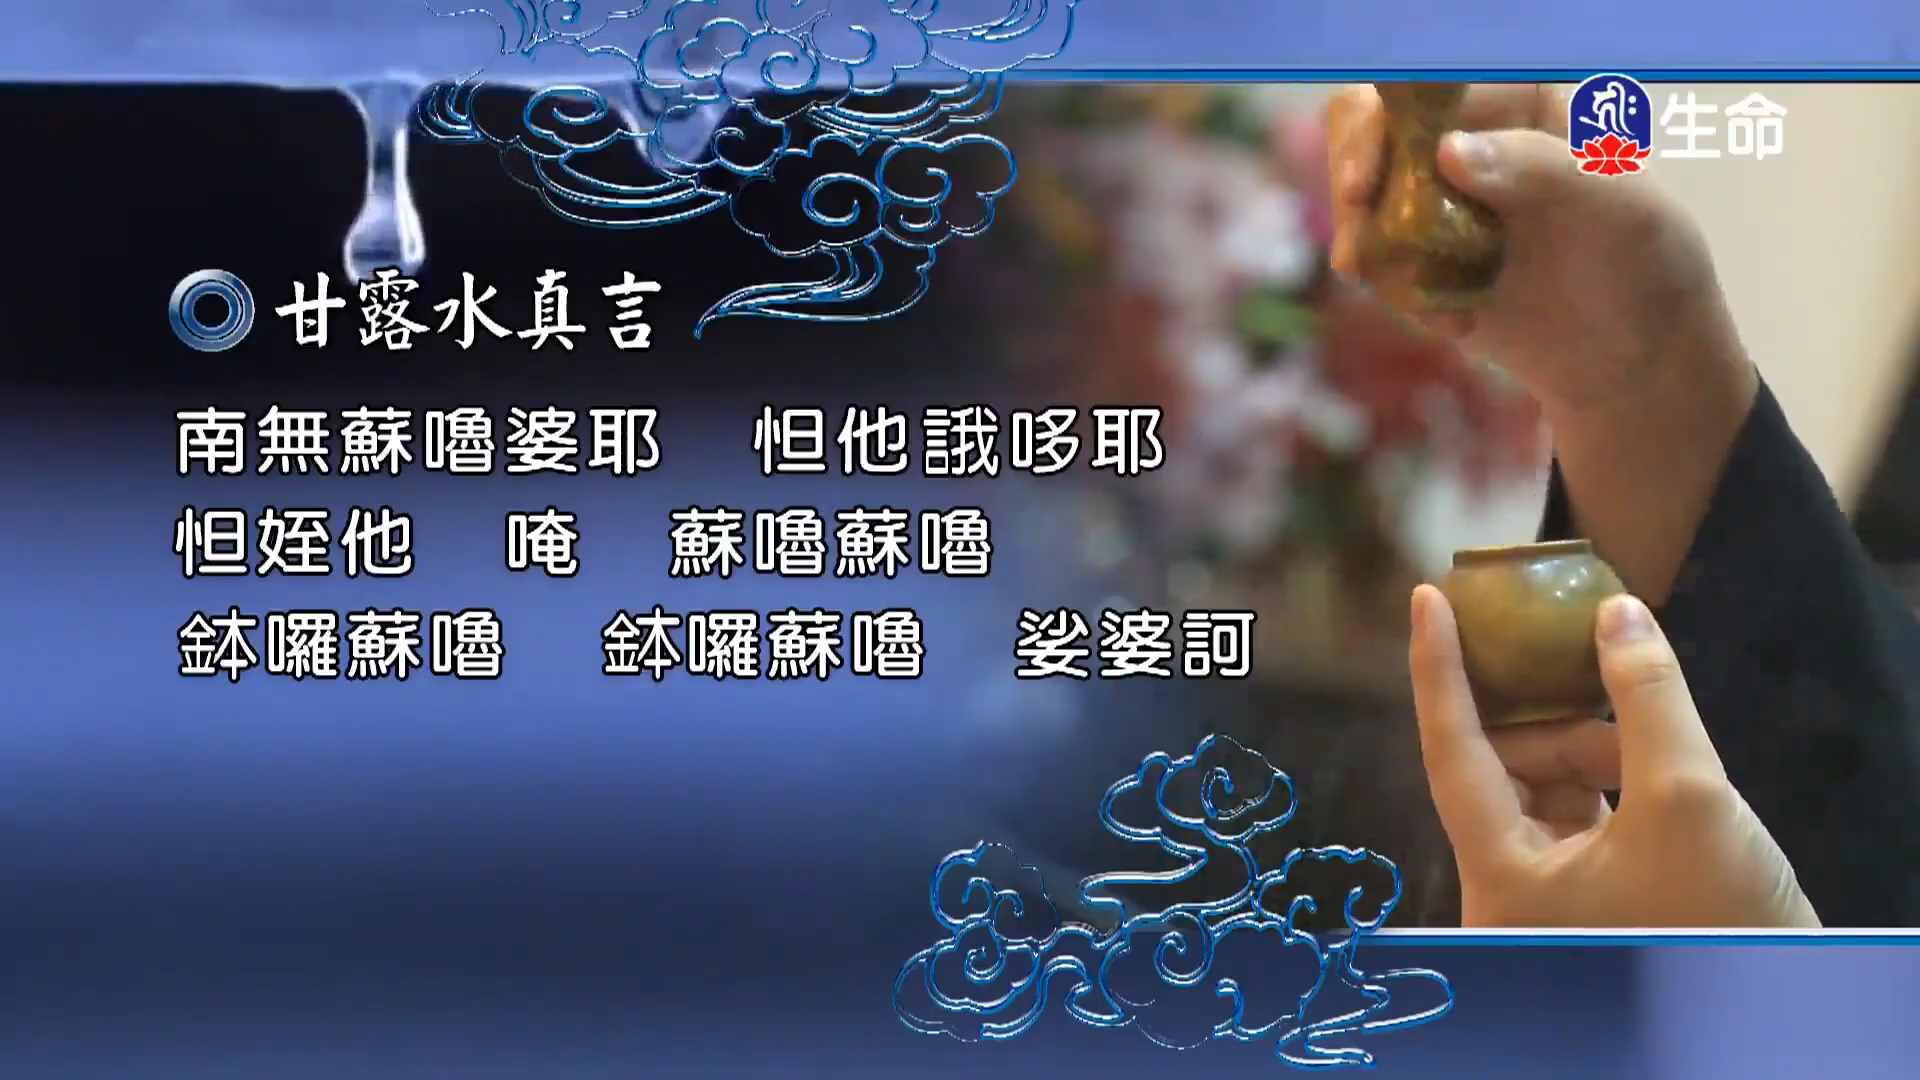 生命
甘露水真言
南無蘇嚕婆耶　怛他誐哆耶
怛姪他　唵　蘇嚕蘇嚕
鉢囉蘇嚕　鉢囉蘇嚕　娑婆訶